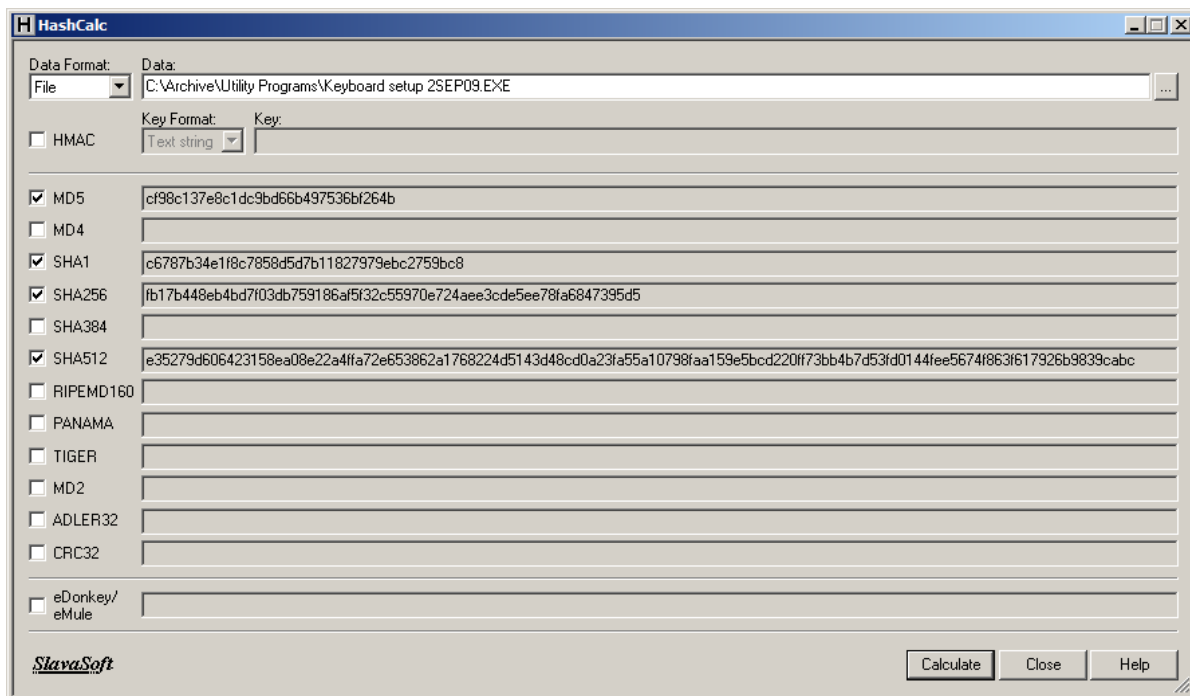 H HashCalc
Data Format: Data:
File C:\Archive\Utility Programs\Keyboard setup 2SEP09.EXE ...
Key Format: Key:
HMAC Text string
MD5 cf98c137e8c1dc9bd66b497536bf264b
MD4
SHA1 c6787b34e1f8c7858d5d7b11827979ebc2759bc8
SHA256 fb17b448eb4bd7f03db759186af5f32c55970e724aee3cde5ee78fa6847395d5
SHA384
SHA512 e35279d606423158ea08e22a4ffa72e653862a1768224d5143d48cd0a23fa55a10798faa159e5bcd220ff73bb4b7d53fd0144fee5674f863f617926b9839cabc
RIPEMD160
PANAMA
TIGER
MD2
ADLER32
CRC32
eDonkey/
eMule
SlavaSoft Calculate Close Help